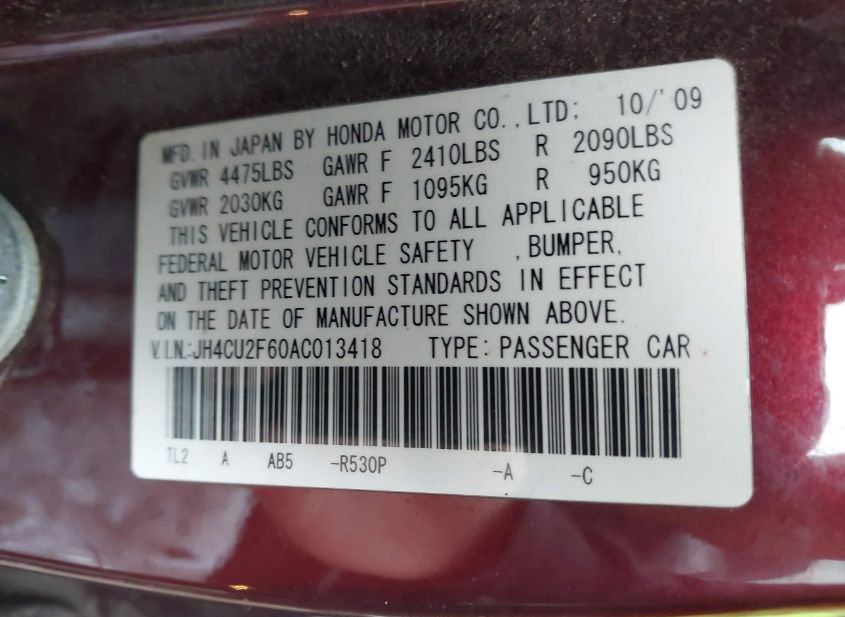 MFD. IN JAPAN BY HONDA MOTOR CO., LTD; 10/'09
GVWR 4475LBS GAWR F 2410LBS R 2090LBS
GVWR 2030KG GAWR F 1095KG R 950KG
THIS VEHICLE CONFORMS TO ALL APPLICABLE
FEDERAL MOTOR VEHICLE SAFETY , BUMPER,
AND THEFT PREVENTION STANDARDS IN EFFECT
ON THE DATE OF MANUFACTURE SHOWN ABOVE.
V.I.N.:JH4CU2F60AC013418 TYPE: PASSENGER CAR
TL2 A AB5 -R530P -A -C